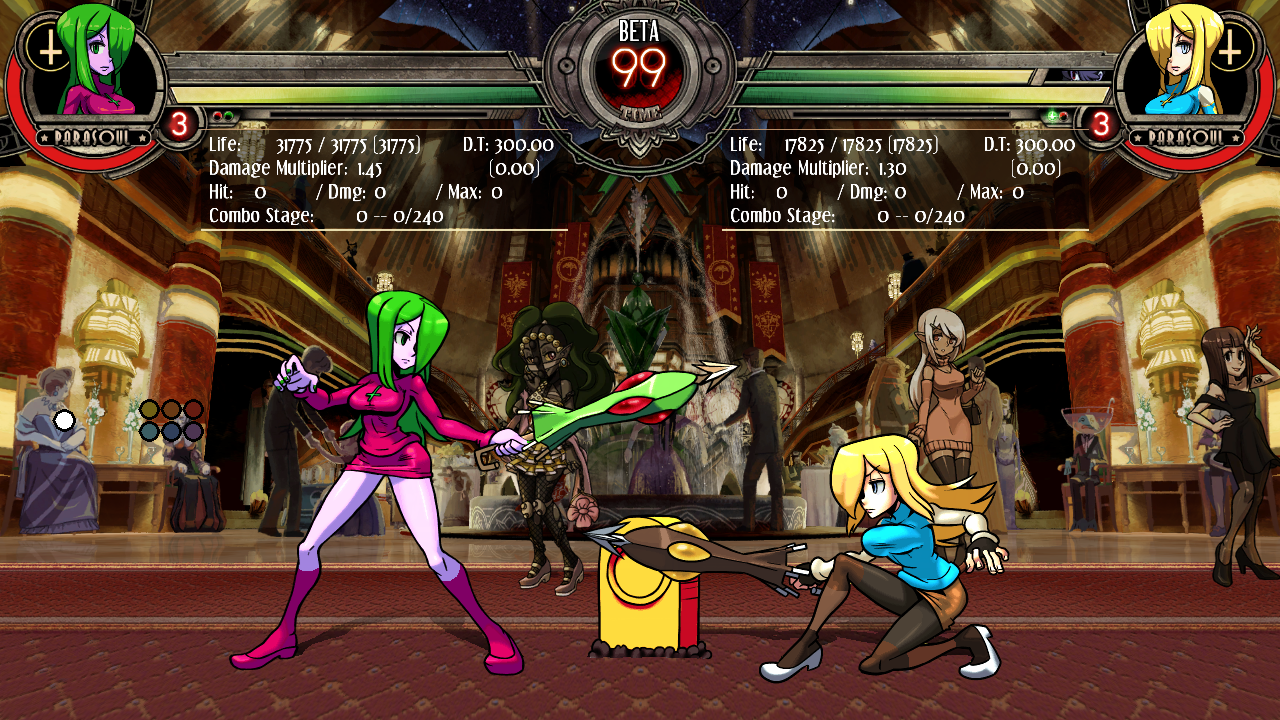 BETA
99
TIME
PARASOUL
3
3
PARASOUL
Life: 31775 / 31775 (31775) D.T: 300.00
Damage Multiplier: 1.45 (0.00)
Hit: 0 / Dmg: 0 / Max: 0
Combo Stage: 0 -- 0/240
Life: 17825 / 17825 (17825) D.T: 300.00
Damage Multiplier: 1.30 (0.00)
Hit: 0 / Dmg: 0 / Max: 0
Combo Stage: 0 -- 0/240